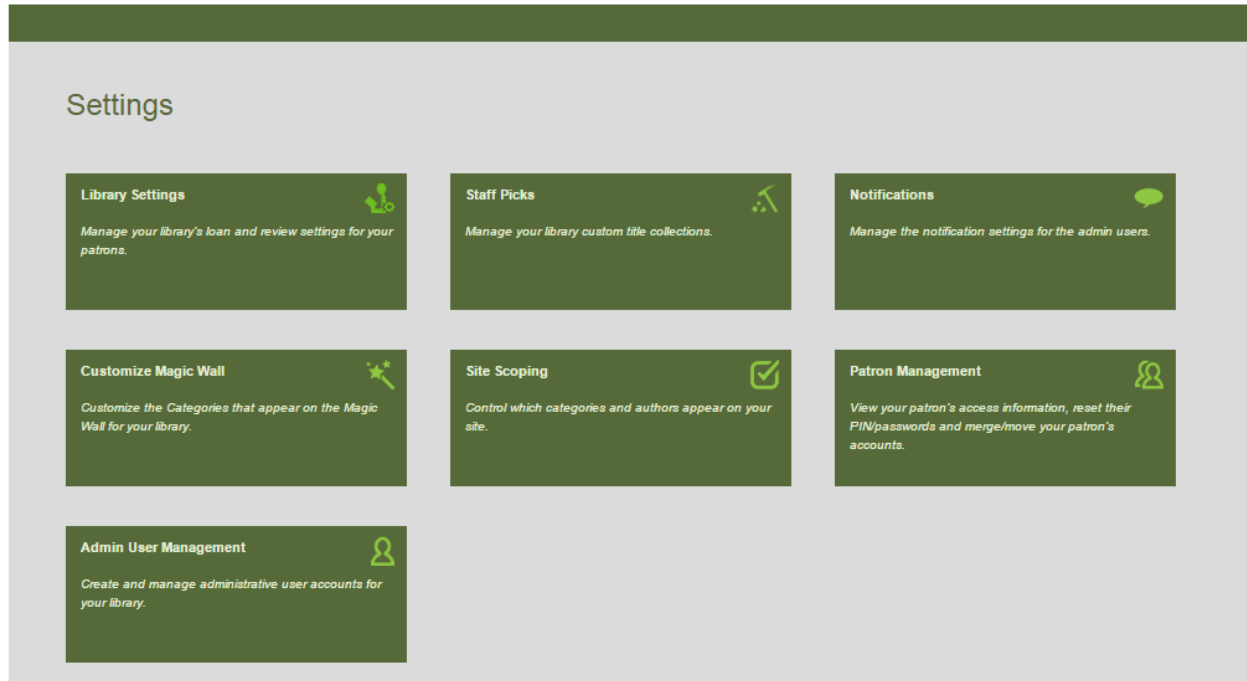 Settings
Library Settings
Manage your library's loan and review settings for your
patrons.
Staff Picks
Manage your library custom title collections.
Notifications
Manage the notification settings for the admin users.
Customize Magic Wall
Customize the Categories that appear on the Magic
Wall for your library.
Site Scoping
Control which categories and authors appear on your
site.
Patron Management
View your patron's access information, reset their
PIN/passwords and merge/move your patron's
accounts.
Admin User Management
Create and manage administrative user accounts for
your library.